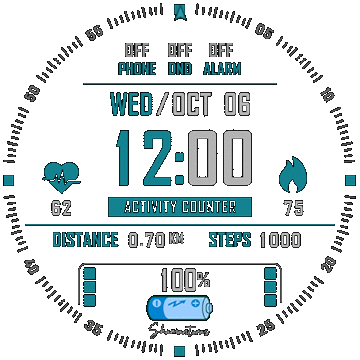 55
05
OFF OFF OFF
PHONE DND ALARM
50
10
WED/OCT 06
12:00
62
ACTIVITY COUNTER
75
DISTANCE 0.70 KM STEPS 1000
40
20
100%
35
25